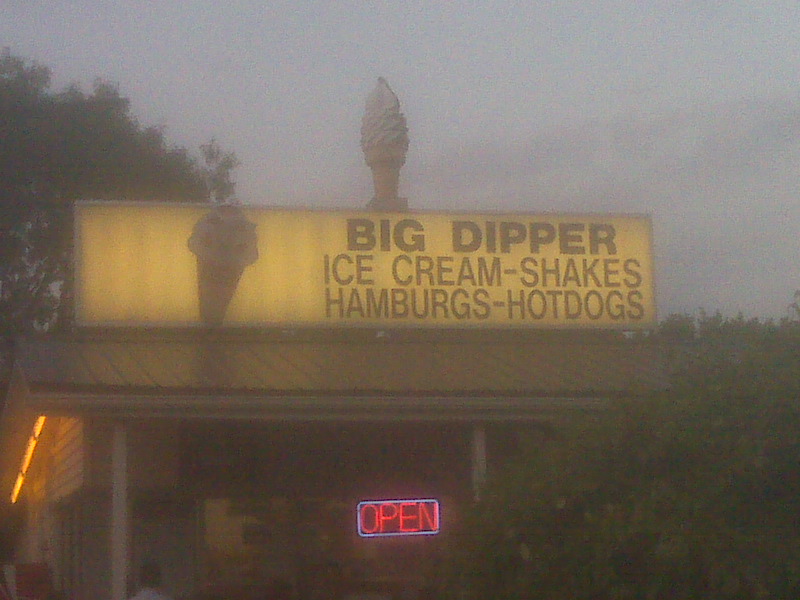 BIG DIPPER
ICE CREAM-SHAKES
HAMBURGS-HOTDOGS
OPEN